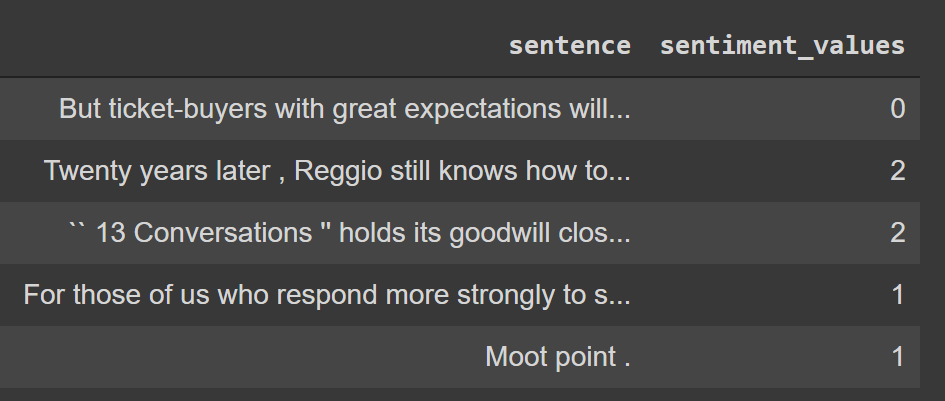 sentence sentiment_values
But ticket-buyers with great expectations will... 0
Twenty years later , Reggio still knows how to... 2
`` 13 Conversations '' holds its goodwill clos... 2
For those of us who respond more strongly to s... 1
Moot point . 1